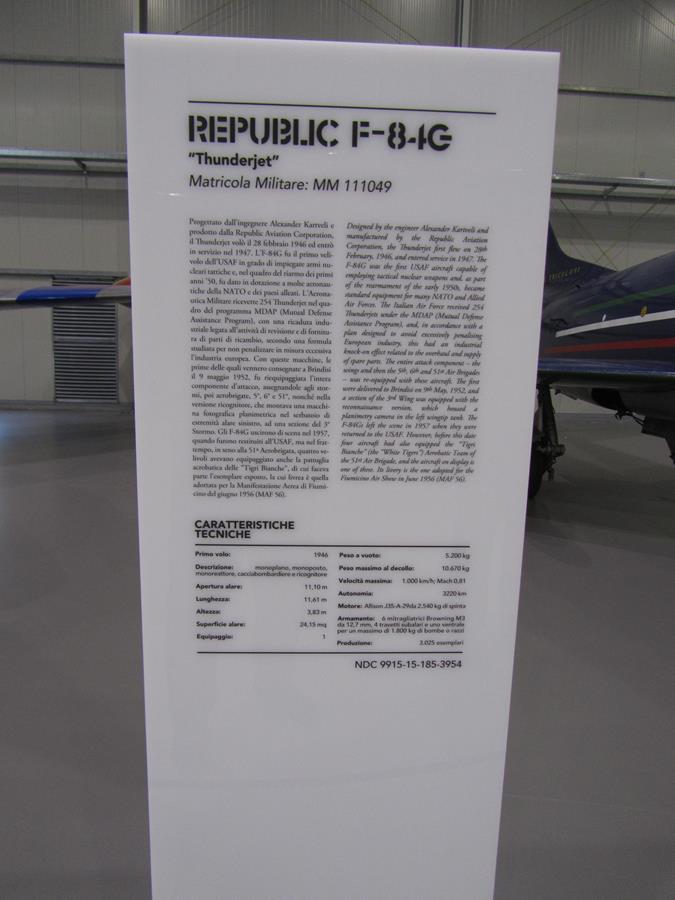 REPUBLIC F-84G
"Thunderjet"
Matricola Militare: MM 111049
Progettato dall'ingegnere Alexander Kartveli e
prodotto dalla Republic Aviation Corporation,
il Thunderjet volò il 28 febbraio 1946 ed entrò
in servizio nel 1947. L'F-84G fu il primo veli-
volo dell'USAF in grado di impiegare armi nu-
cleari tattiche e, nel quadro del riarmo dei primi
anni '50, fu dato in dotazione a molte aeronau-
tiche della NATO e dei paesi alleati. L'Aerona-
utica Militare ricevette 254 Thunderjet nel qua-
dro del programma MDAP (Mutual Defense
Assistance Program), con una ricaduta indu-
striale legata all'attività di revisione e di fornitu-
ra di parti di ricambio, secondo una formula
studiata per non penalizzare in misura eccessiva
l'industria europea. Con queste macchine, le
prime delle quali vennero consegnate a Brindisi
il 9 maggio 1952, fu riequipaggiata l'intera
componente d'attacco, assegnandole agli stor-
mi, poi aerobrigate, 5°, 6° e 51°, nonché nella
versione ricognitore, che montava una macchi-
na fotografica planimetrica nel serbatoio di
estremità alare sinistro, ad una sezione del 3°
Stormo. Gli F-84G uscirono di scena nel 1957,
quando furono restituiti all'USAF, ma nel frat-
tempo, in seno alla 51ª Aerobrigata, quattro ve-
livoli avevano equipaggiato anche la pattuglia
acrobatica delle "Tigri Bianche", di cui faceva
parte l'esemplare esposto, la cui livrea è quella
adottata per la Manifestazione Aerea di Fiumi-
cino del giugno 1956 (MAF 56).
Designed by the engineer Alexander Kartveli and
manufactured by the Republic Aviation
Corporation, the Thunderjet first flew on 28th
February, 1946, and entered service in 1947. The
F-84G was the first USAF aircraft capable of
employing tactical nuclear weapons and, as part
of the rearmament of the early 1950s, became
standard equipment for many NATO and Allied
Air Forces. The Italian Air Force received 254
Thunderjets under the MDAP (Mutual Defense
Assistance Program), and, in accordance with a
plan designed to avoid excessively penalising
European industry, this had an industrial
knock-on effect related to the overhaul and supply
of spare parts. The entire attack component – the
wings and then the 5th, 6th and 51st Air Brigades
– was re-equipped with these aircraft. The first
were delivered to Brindisi on 9th May, 1952, and
a section of the 3rd Wing was equipped with the
reconnaissance version, which housed a
planimetry camera in the left wingtip tank. The
F-84Gs left the scene in 1957 when they were
returned to the USAF. However, before this date
four aircraft had also equipped the "Tigri
Bianche" (the "White Tigers") Aerobatic Team of
the 51st Air Brigade, and the aircraft on display is
one of three. Its livery is the one adopted for the
Fiumicino Air Show in June 1956 (MAF 56).
CARATTERISTICHE
TECNICHE
Primo volo: 1946
Descrizione: monoplano, monoposto,
monoreattore, cacciabombardiere e ricognitore
Apertura alare: 11,10 m
Lunghezza: 11,61 m
Altezza: 3,83 m
Superficie alare: 24,15 mq
Equipaggio: 1
Peso a vuoto: 5.200 kg
Peso massimo al decollo: 10.670 kg
Velocità massima: 1.000 km/h; Mach 0,81
Autonomia: 3220 km
Motore: Allison J35-A-29da 2.540 kg di spinta
Armamento: 6 mitragliatrici Browning M3
da 12,7 mm, 4 travetti subalari e uno ventrale
per un massimo di 1.800 kg di bombe o razzi
Produzione: 3.025 esemplari
NDC 9915-15-185-3954
TRICOLORI